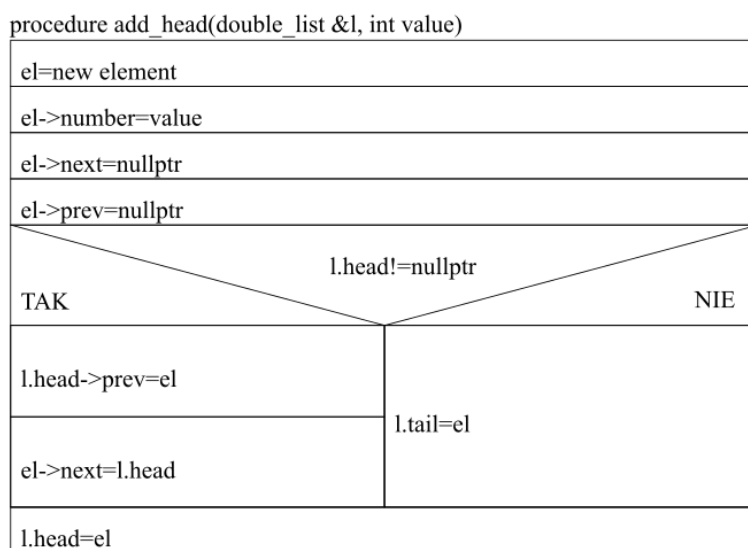 procedure add_head(double_list &l, int value)
el=new element
el->number=value
el->next=nullptr
el->prev=nullptr
l.head!=nullptr
TAK
NIE
l.head->prev=el
l.tail=el
el->next=l.head
l.head=el